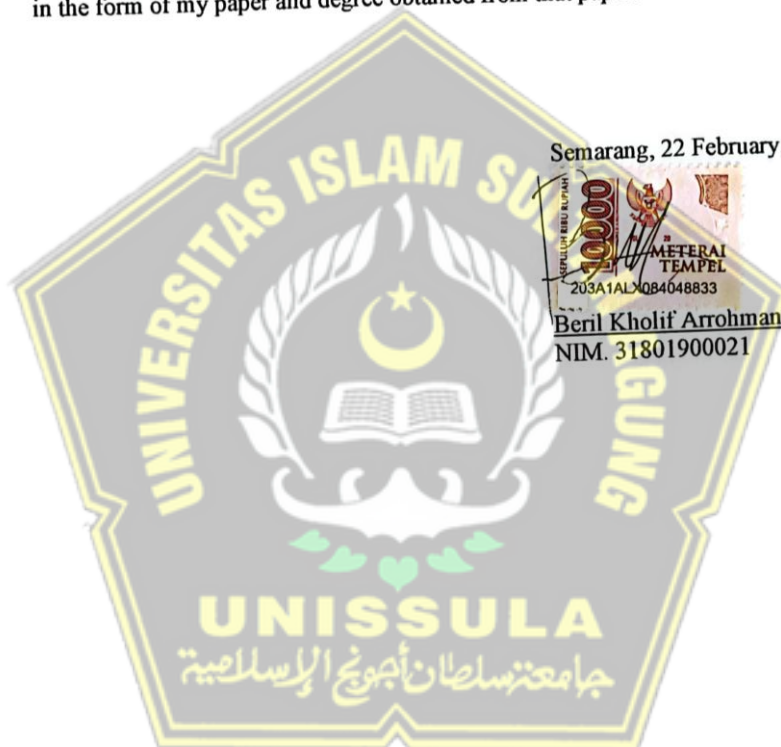 in the form of my paper and degree obtained from that
Semarang, 22 February
SEPULUH RIBU RUPIAH
10000
METERAI
TEMPEL
203A1ALX084048833
Beril Kholif Arrohman
NIM. 31801900021
UNIVERSITAS ISLAM SULTAN AGUNG
UNISSULA
جامعة سلطان أجونج الإسلامية